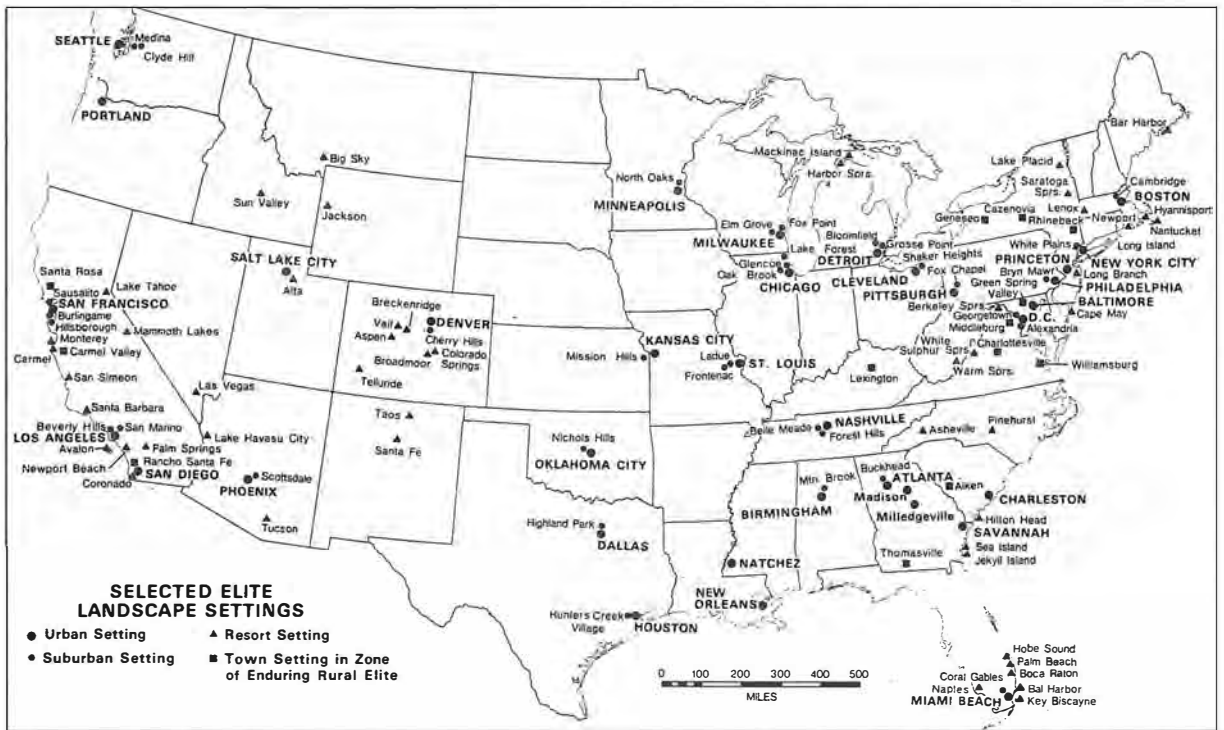 SEATTLE
Medina
Clyde Hill
PORTLAND
Big Sky
Sun Valley
Jackson
SALT LAKE CITY
Alta
Santa Rosa
Sausalito
Lake Tahoe
SAN FRANCISCO
Burlingame
Hillsborough
Monterey
Mammoth Lakes
Carmel
Carmel Valley
San Simeon
Las Vegas
Santa Barbara
Beverly Hills
San Marino
LOS ANGELES
Lake Havasu City
Avalon
Palm Springs
Newport Beach
Rancho Santa Fe
SAN DIEGO
Coronado
PHOENIX
Scottsdale
Tucson
Breckenridge
Vail
DENVER
Aspen
Cherry Hills
Broadmoor
Colorado
Springs
Telluride
Taos
Santa Fe
North Oaks
MINNEAPOLIS
Mackinac Island
Harbor Sprs.
Elm Grove
Fox Point
MILWAUKEE
Lake Forest
Bloomfield
Grosse Point
DETROIT
Glencoe
Oak Brook
CHICAGO
Shaker Heights
CLEVELAND
Fox Chapel
PITTSBURGH
KANSAS CITY
Mission Hills
Ladue
ST. LOUIS
Frontenac
Lexington
Bar Harbor
Lake Placid
Saratoga
Sprs.
Cambridge
BOSTON
Cazenovia
Lenox
Newport
Hyannisport
Geneseo
Rhinebeck
Nantucket
White Plains
Long Island
NEW YORK CITY
PRINCETON
Bryn Mawr
Long Branch
Green Spring
Valley
PHILADELPHIA
Berkeley Sprs.
BALTIMORE
Georgetown
D.C.
Cape May
Middleburg
Alexandria
White
Sulphur Sprs.
Charlottesville
Warm Sprs.
Williamsburg
Nichols Hills
OKLAHOMA CITY
Belle Meade
NASHVILLE
Forest Hills
Asheville
Pinehurst
Mtn. Brook
Buckhead
ATLANTA
Madison
Aiken
BIRMINGHAM
Milledgeville
CHARLESTON
Hilton Head
SAVANNAH
Sea Island
Jekyll Island
Thomasville
Highland Park
DALLAS
NATCHEZ
NEW
ORLEANS
Hunters Creek
Village
HOUSTON
Hobe Sound
Palm Beach
Coral Gables
Boca Raton
Naples
Bal Harbor
MIAMI BEACH
Key Biscayne
SELECTED ELITE
LANDSCAPE SETTINGS
Urban Setting
Resort Setting
Suburban Setting
Town Setting in Zone
of Enduring Rural Elite
0 100 200 300 400 500
MILES